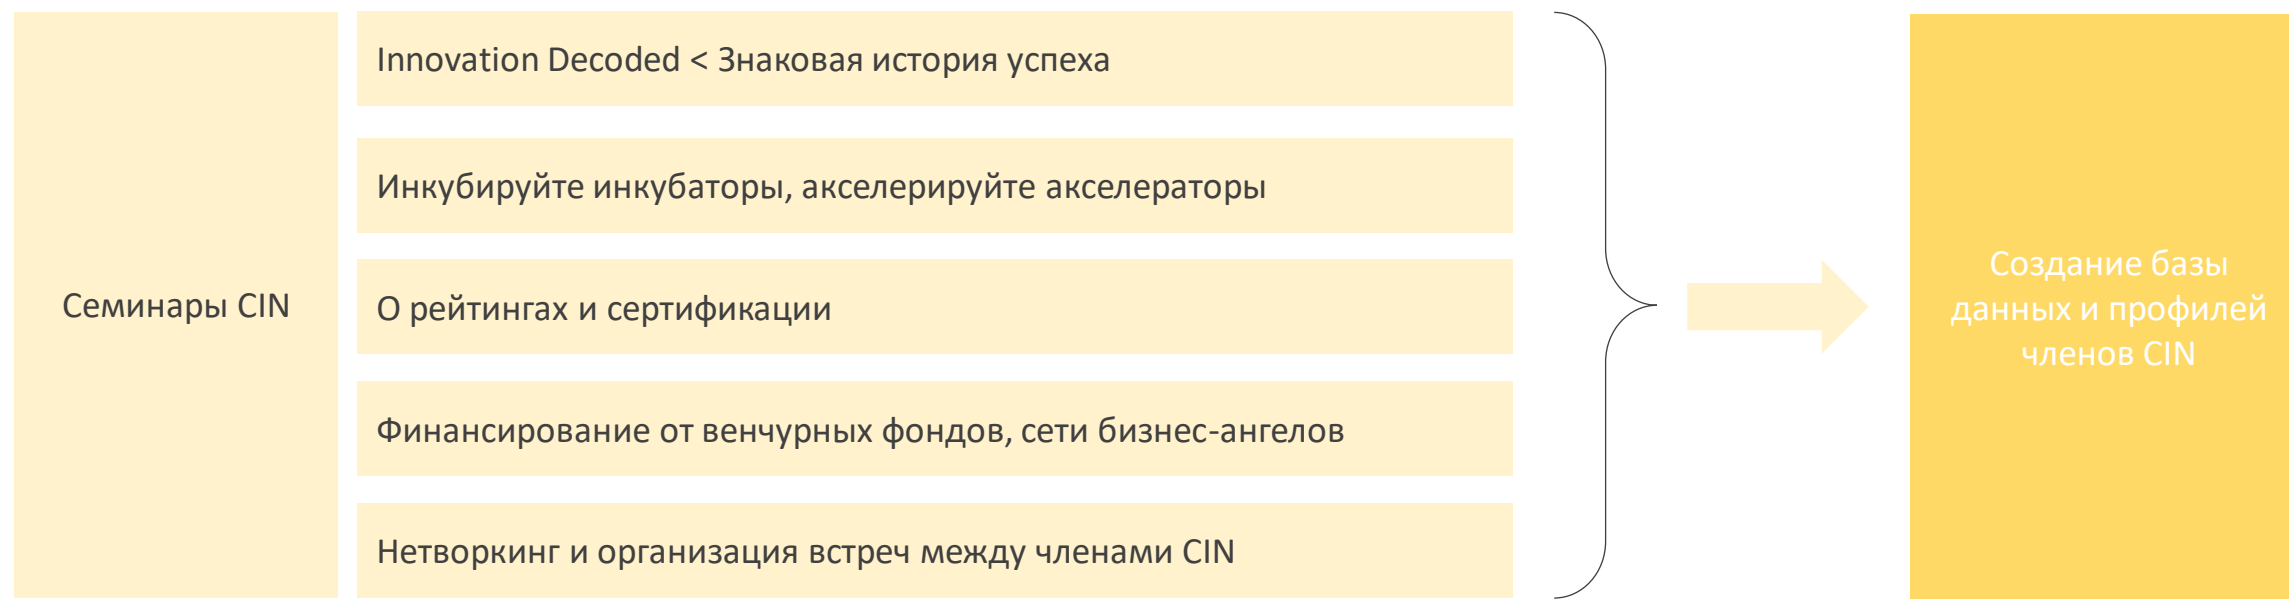 Семинары CIN
Innovation Decoded < Знаковая история успеха
Инкубируйте инкубаторы, акселерируйте акселераторы
О рейтингах и сертификации
Финансирование от венчурных фондов, сети бизнес-ангелов
Нетворкинг и организация встреч между членами CIN
Создание базы
данных и профилей
членов CIN